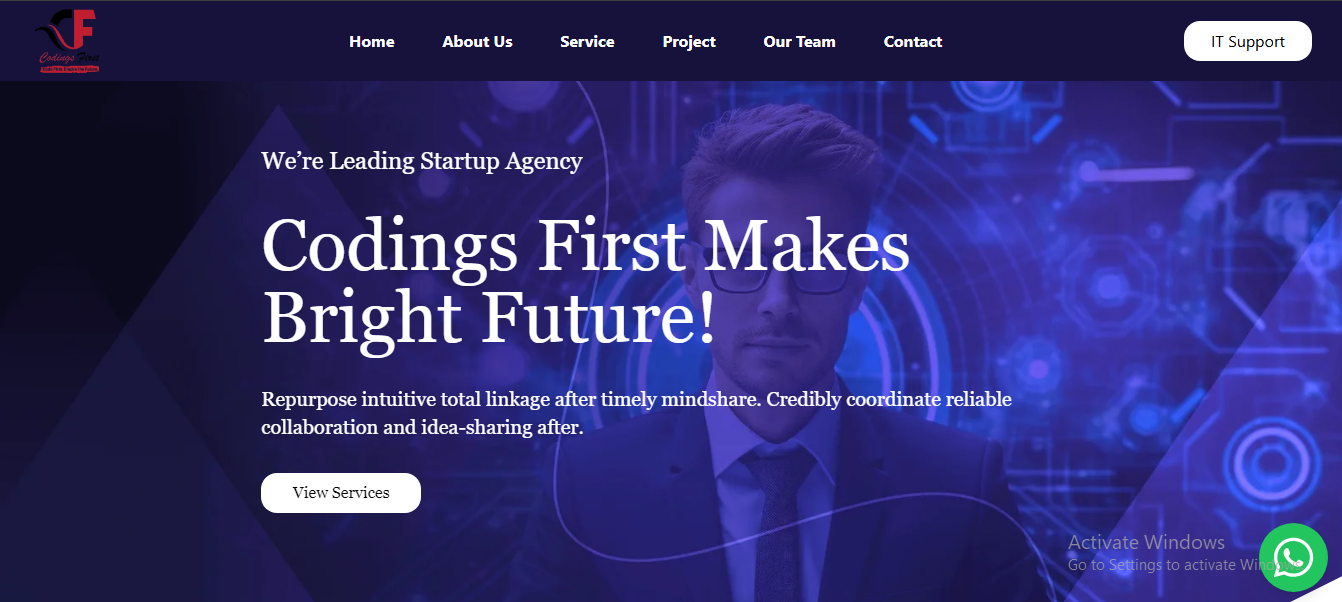 CF
Codings First
Home
About Us
Service
Project
Our Team
Contact
IT Support
We’re Leading Startup Agency
Codings First Makes
Bright Future!
Repurpose intuitive total linkage after timely mindshare. Credibly coordinate reliable
collaboration and idea-sharing after.
View Services
Activate Windows
Go to Settings to activate Windows.